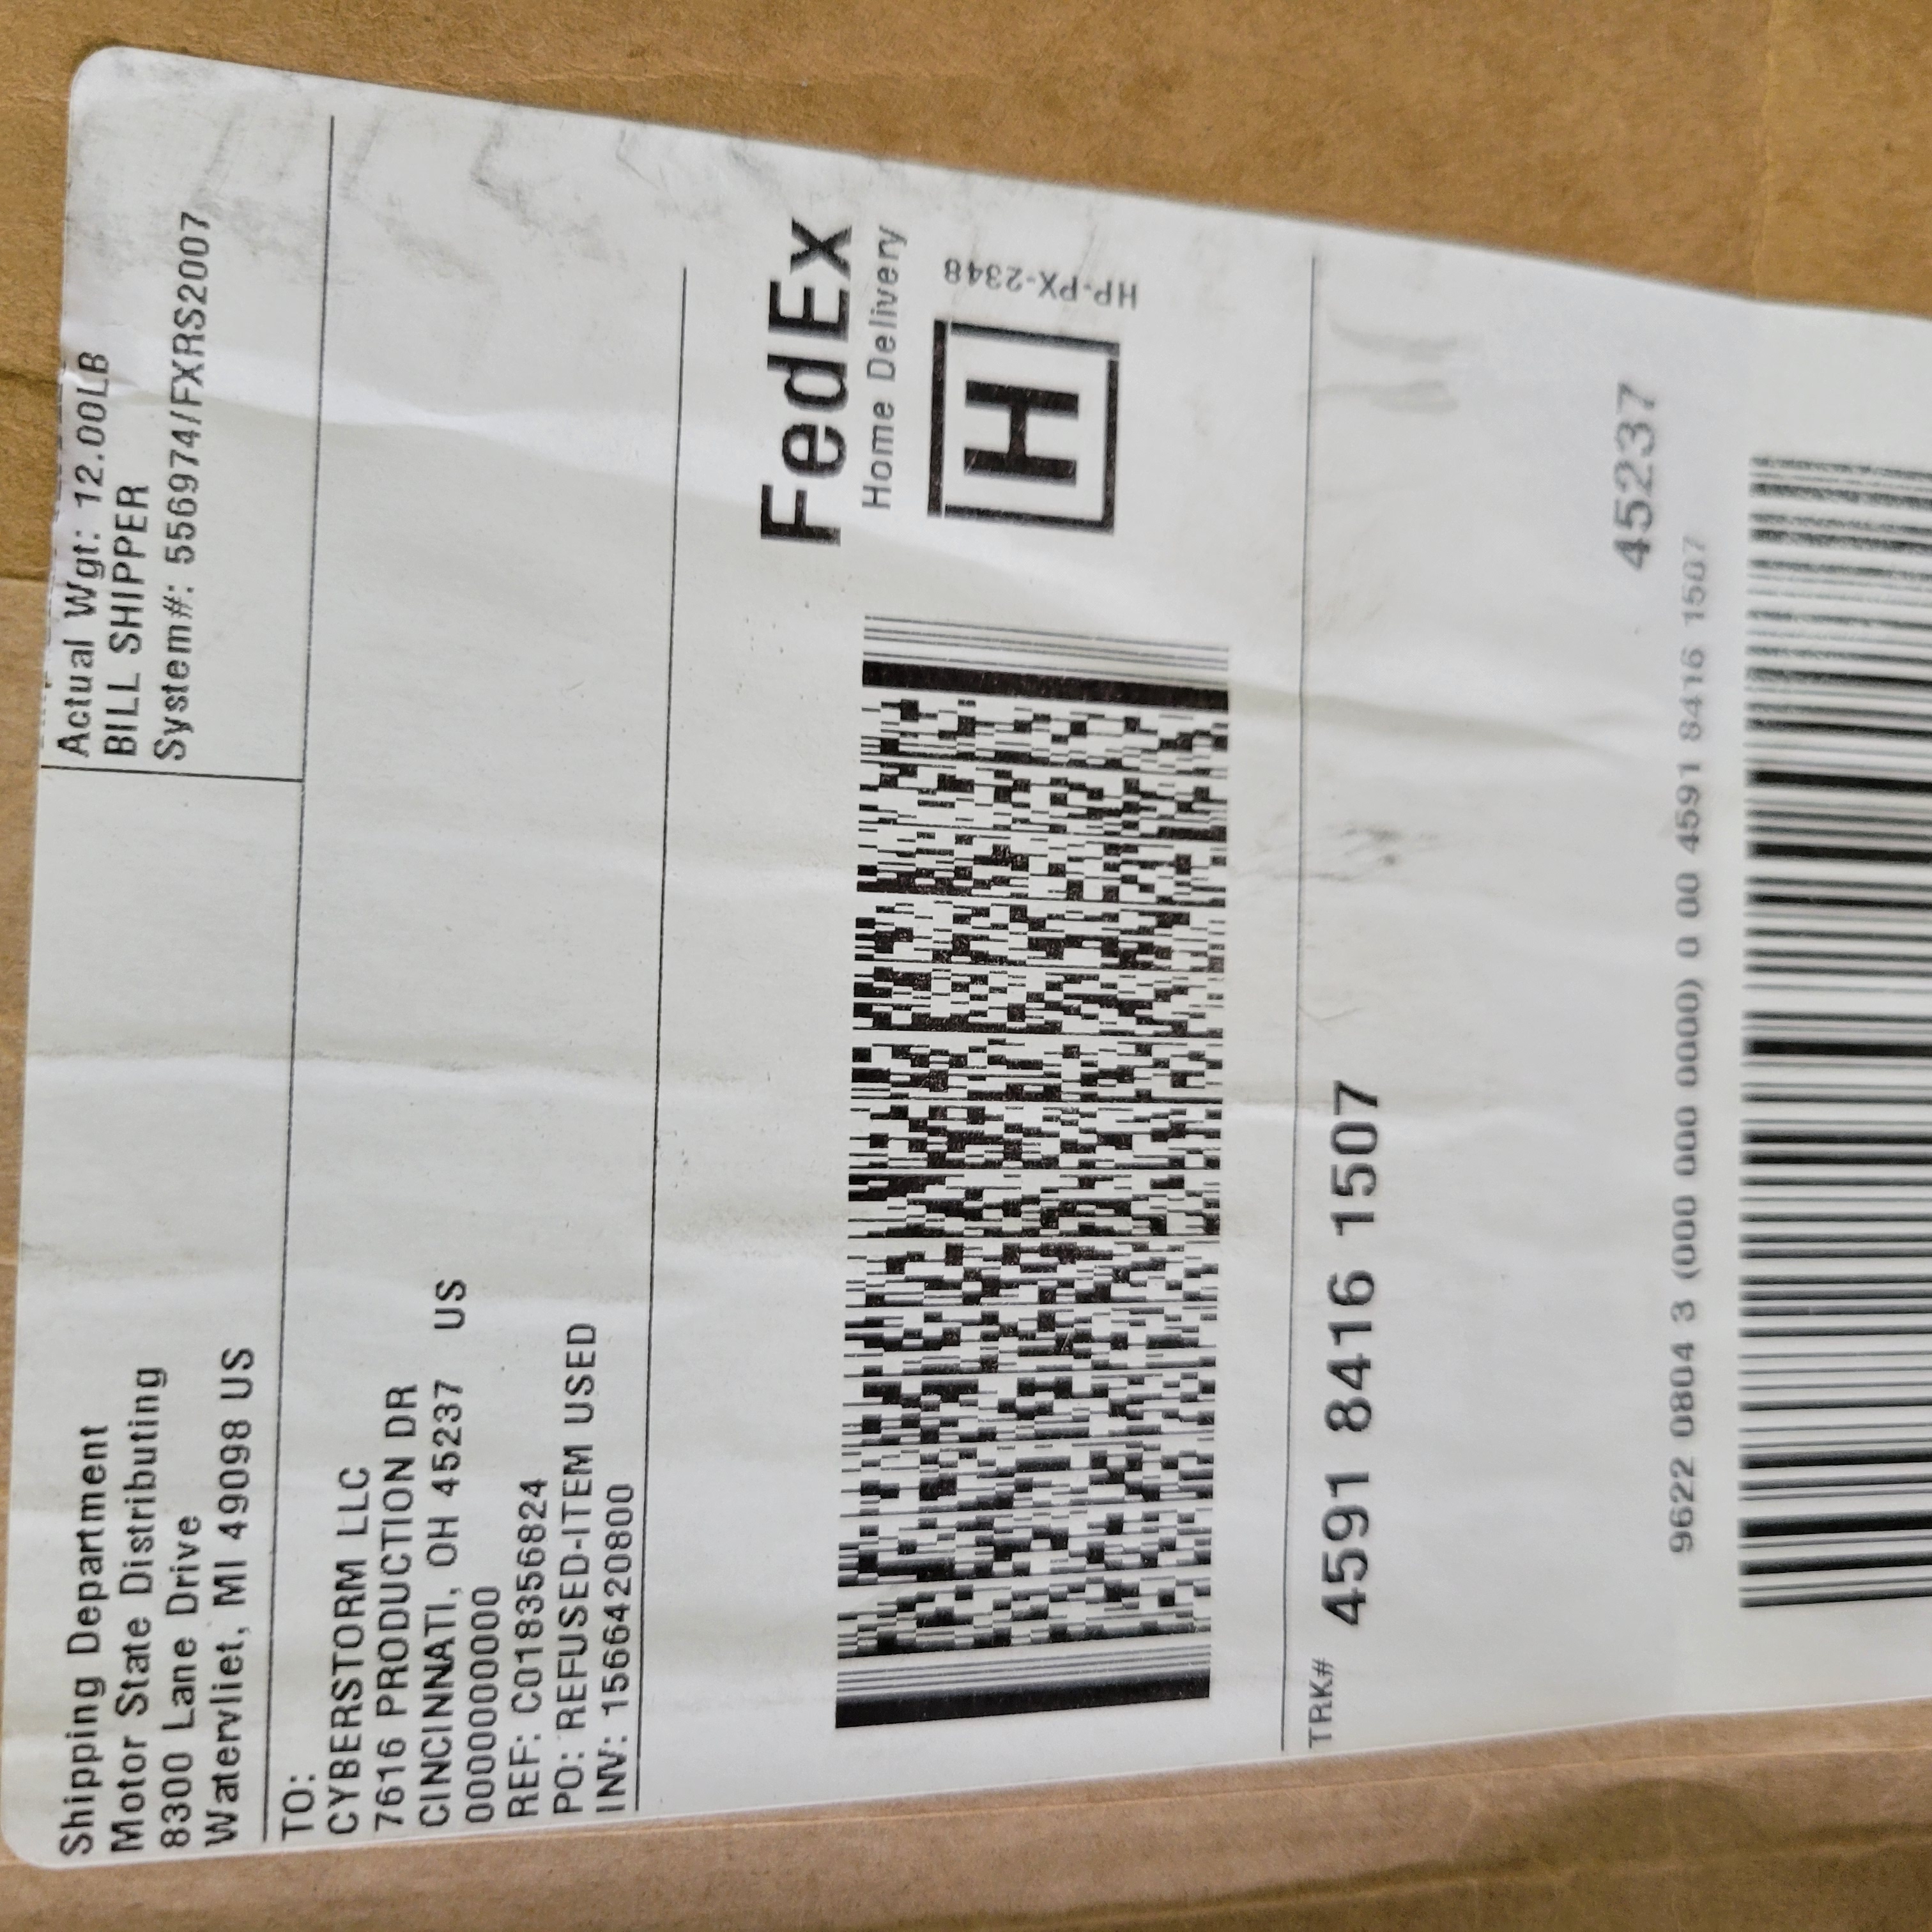 Shipping Department
Motor State Distributing
8300 Lane Drive
Watervliet, MI 49098 US
Actual Wgt: 12.00LB
BILL SHIPPER
System#: 556974/FXRS2007
TO:
CYBERSTORM LLC
7616 PRODUCTION DR
CINCINNATI, OH 45237 US
0000000000
REF: C018356824
PO: REFUSED-ITEM USED
INV: 1566420800
FedEx
Home Delivery
H
HP-PX-2348
TRK# 4591 8416 1507
45237
9622 0804 3 (000 000 0000) 0 00 4591 8416 1507